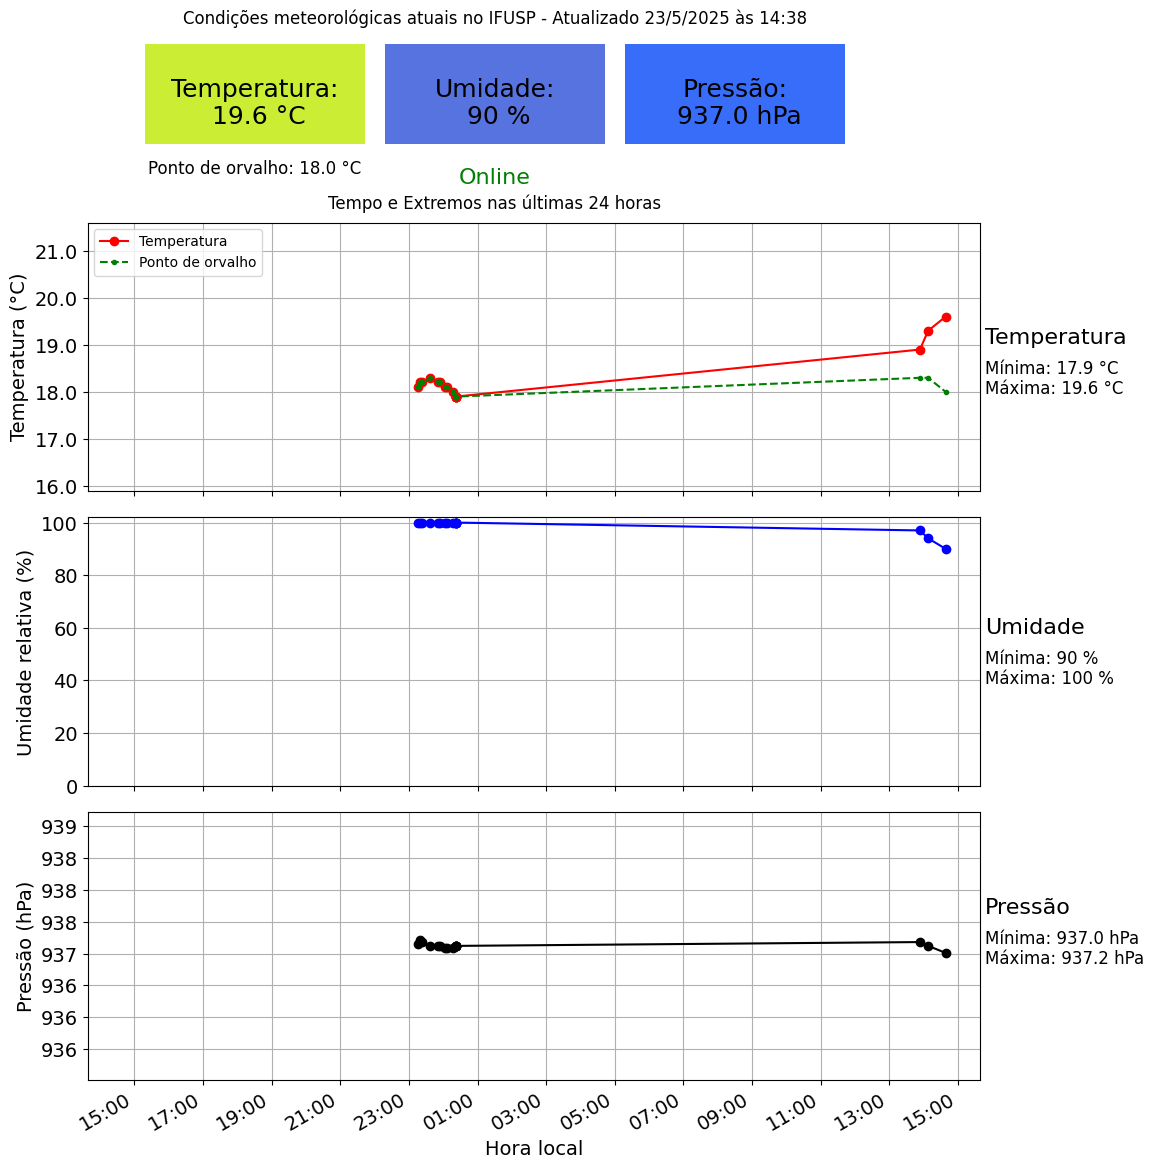 Condições meteorológicas atuais no IFUSP - Atualizado 23/5/2025 às 14:38
Temperatura:
19.6 °C
Umidade:
90 %
Pressão:
937.0 hPa
Ponto de orvalho: 18.0 °C
Online
Tempo e Extremos nas últimas 24 horas
Temperatura
Ponto de orvalho
Temperatura (°C)
21.0
20.0
19.0
18.0
17.0
16.0
Temperatura
Mínima: 17.9 °C
Máxima: 19.6 °C
Umidade relativa (%)
100
80
60
40
20
0
Umidade
Mínima: 90 %
Máxima: 100 %
Pressão (hPa)
939
938
938
938
937
936
936
936
Pressão
Mínima: 937.0 hPa
Máxima: 937.2 hPa
15:00 17:00 19:00 21:00 23:00 01:00 03:00 05:00 07:00 09:00 11:00 13:00 15:00
Hora local